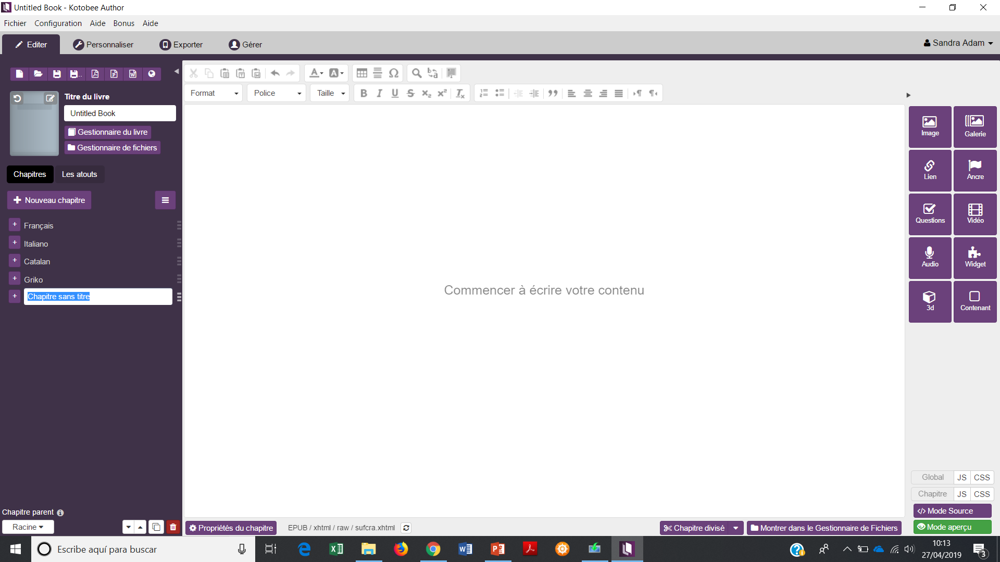 Untitled Book - Kotobee Author
Fichier Configuration Aide Bonus Aide
Editer Personnaliser Exporter Gérer Sandra Adam
Format Police Taille
Titre du livre
Untitled Book
Gestionnaire du livre
Gestionnaire de fichiers
Chapitres Les atouts
Nouveau chapitre
Français
Italiano
Catalan
Griko
Chapitre sans titre
Commencer à écrire votre contenu
Image Galerie
Lien Ancre
Questions Vidéo
Audio Widget
3d Contenant
Global JS CSS
Chapitre JS CSS
Mode Source
Mode aperçu
Chapitre parent
Racine
Propriétés du chapitre EPUB / xhtml / raw / sufcra.xhtml Chapitre divisé Montrer dans le Gestionnaire de Fichiers
Escribe aquí para buscar
10:13
27/04/2019
3